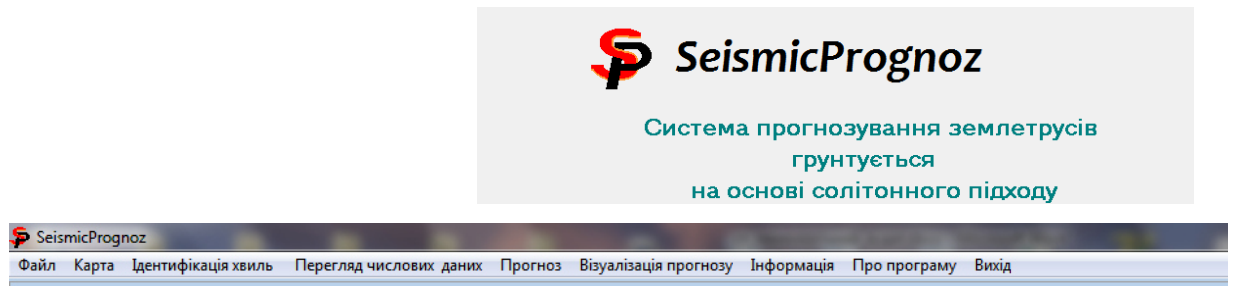 SP SeismicPrognoz
Система прогнозування землетрусів
грунтується
на основі солітонного підходу
SeismicPrognoz
Файл Карта Ідентифікація хвиль Перегляд числових даних Прогноз Візуалізація прогнозу Інформація Про програму Вихід